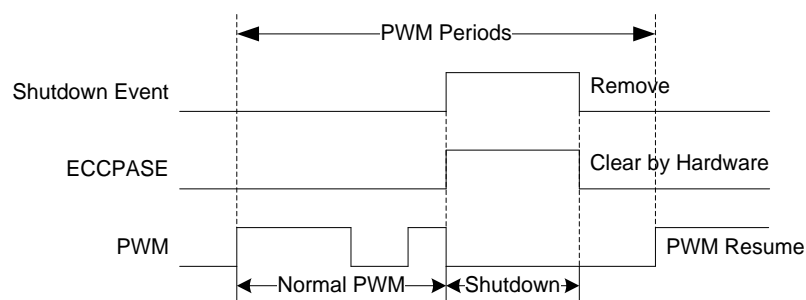 PWM Periods
Shutdown Event
Remove
ECCPASE
Clear by Hardware
PWM
PWM Resume
Normal PWM
Shutdown